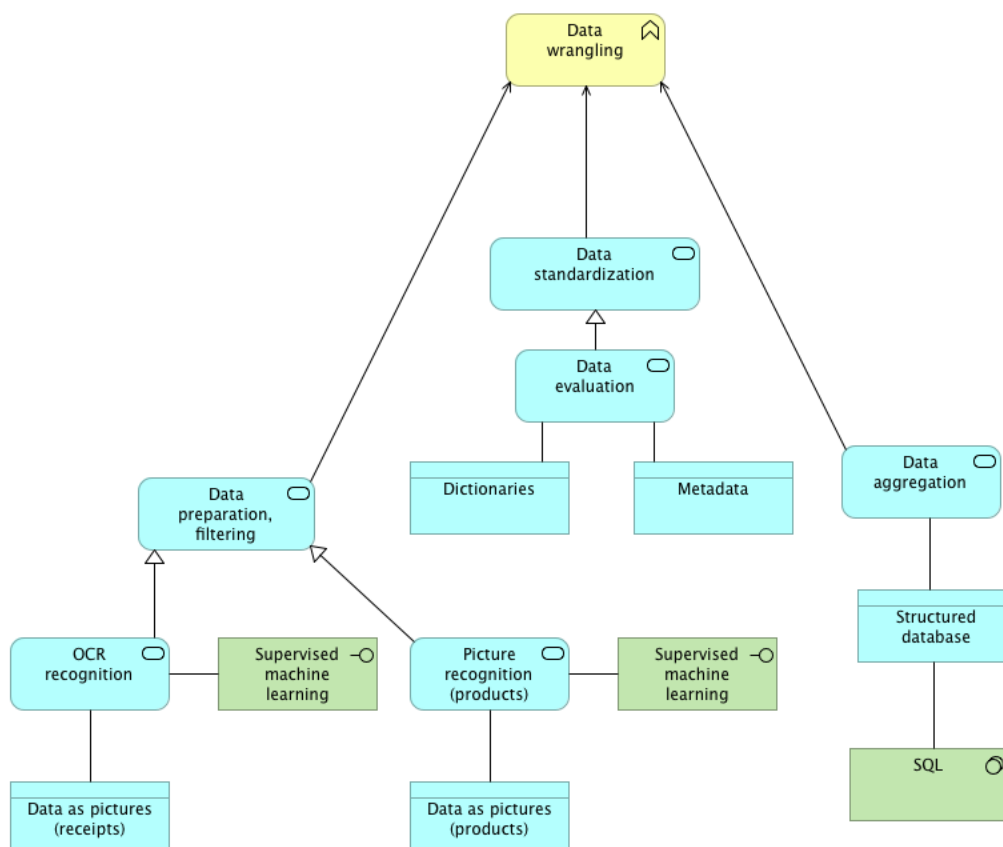 Data
wrangling
Data
standardization
Data
evaluation
Dictionaries
Metadata
Data
aggregation
Data
preparation,
filtering
Structured
database
OCR
recognition
Supervised
machine
learning
Picture
recognition
(products)
Supervised
machine
learning
SQL
Data as pictures
(receipts)
Data as pictures
(products)